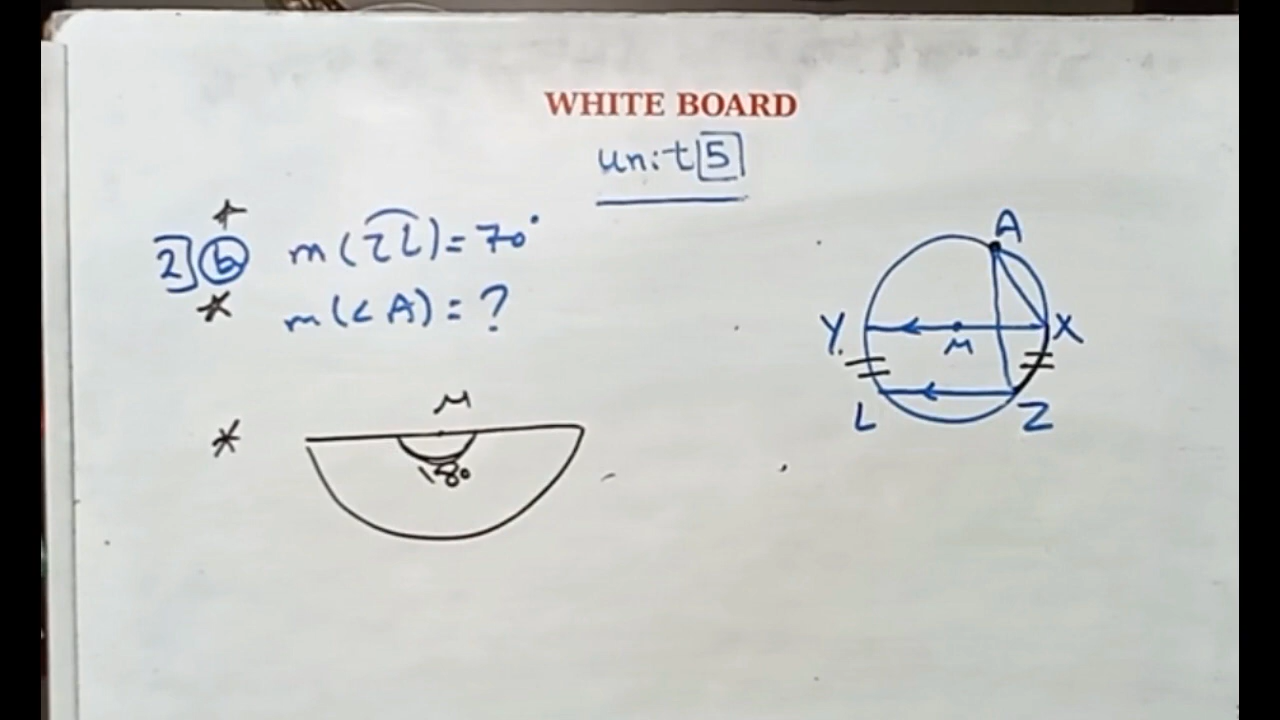 WHITE BOARD
unit 5
2] b m(ZL) = 70°
m(<A) = ?
M
180
A
Y M X
L Z